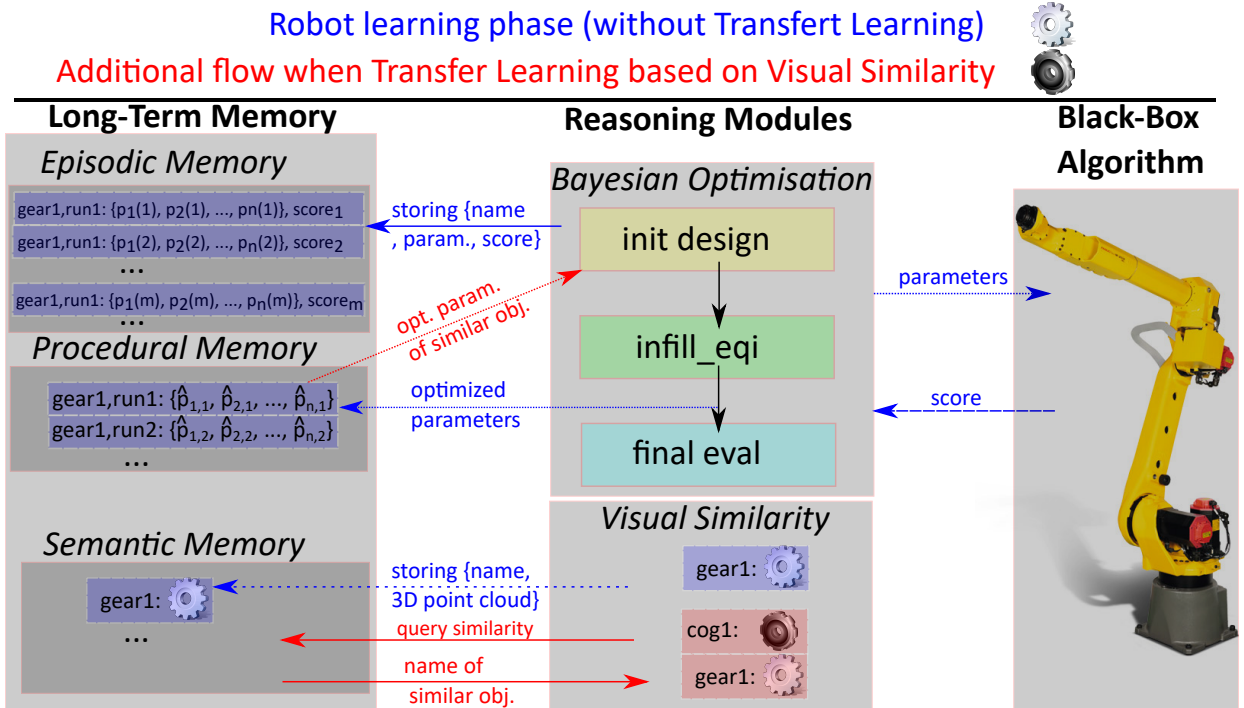 Robot learning phase (without Transfert Learning)
Additional flow when Transfer Learning based on Visual Similarity
Long-Term Memory
Episodic Memory
gear1,run1: {p1(1), p2(1), ..., pn(1)}, score1
gear1,run1: {p1(2), p2(2), ..., pn(2)}, score2
...
gear1,run1: {p1(m), p2(m), ..., pn(m)}, scorem
...
Procedural Memory
gear1,run1: {p̂1,1, p̂2,1, ..., p̂n,1}
gear1,run2: {p̂1,2, p̂2,2, ..., p̂n,2}
...
Semantic Memory
gear1:
...
storing {name
, param., score}
opt. param.
of similar obj.
optimized
parameters
storing {name,
3D point cloud}
query similarity
name of
similar obj.
Reasoning Modules
Bayesian Optimisation
init design
infill_eqi
final eval
Visual Similarity
gear1:
cog1:
gear1:
parameters
score
Black-Box
Algorithm